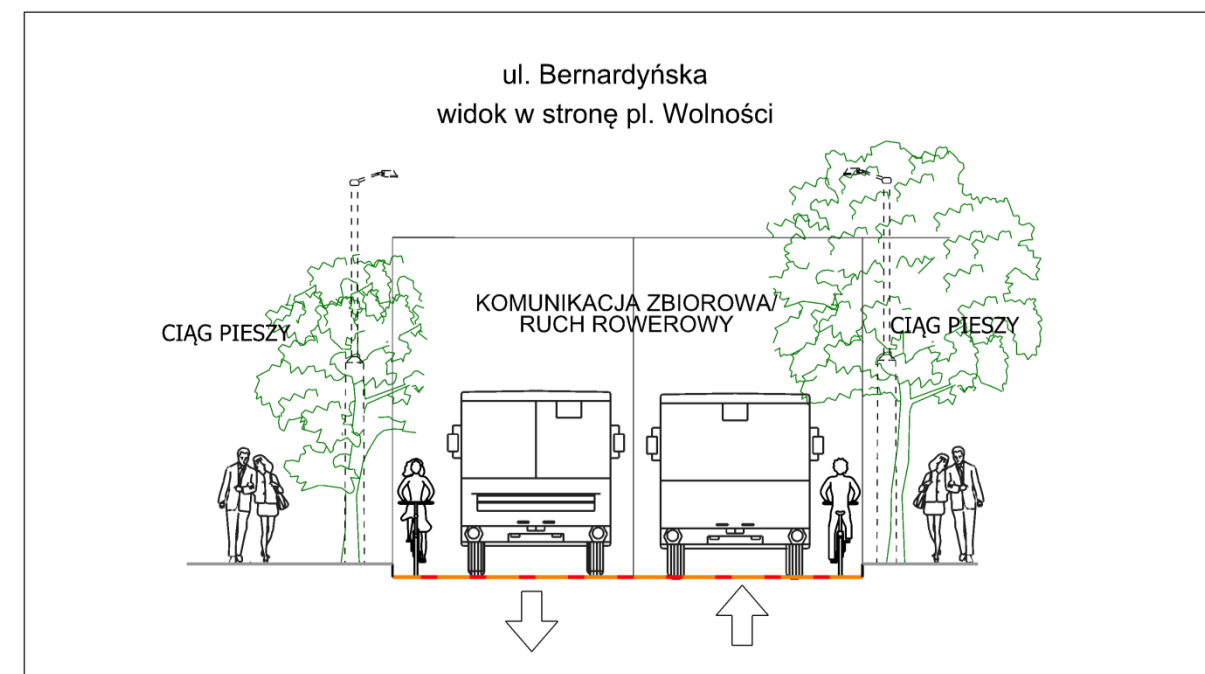 ul. Bernardyńska
widok w stronę pl. Wolności
KOMUNIKACJA ZBIOROWA/
RUCH ROWEROWY
CIĄG PIESZY
CIĄG PIESZY